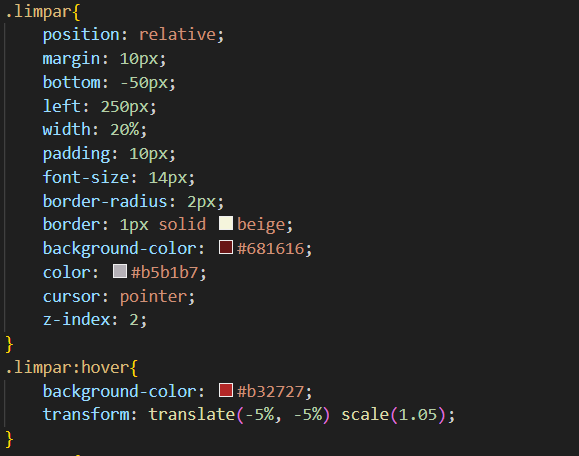 .limpar{
position: relative;
margin: 10px;
bottom: -50px;
left: 250px;
width: 20%;
padding: 10px;
font-size: 14px;
border-radius: 2px;
border: 1px solid beige;
background-color: #681616;
color: #b5b1b7;
cursor: pointer;
z-index: 2;
}
.limpar:hover{
background-color: #b32727;
transform: translate(-5%, -5%) scale(1.05);
}